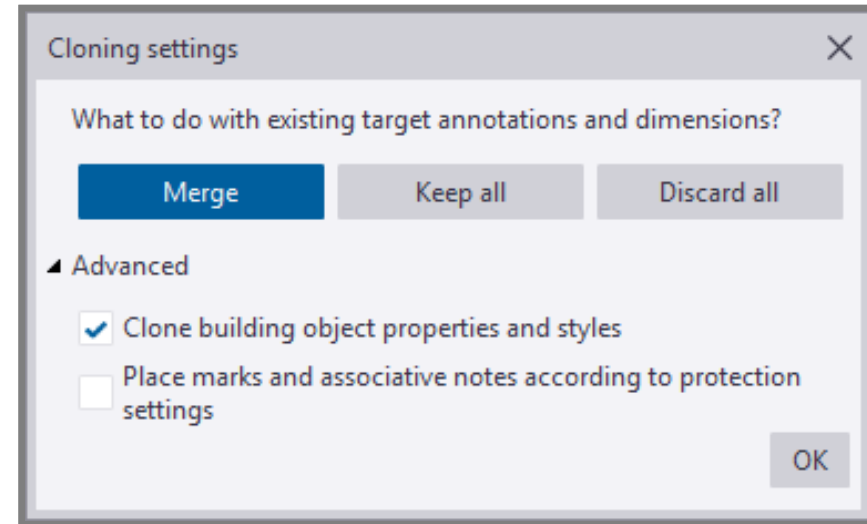 Cloning settings
What to do with existing target annotations and dimensions?
Merge Keep all Discard all
Advanced
Clone building object properties and styles
Place marks and associative notes according to protection
settings
OK